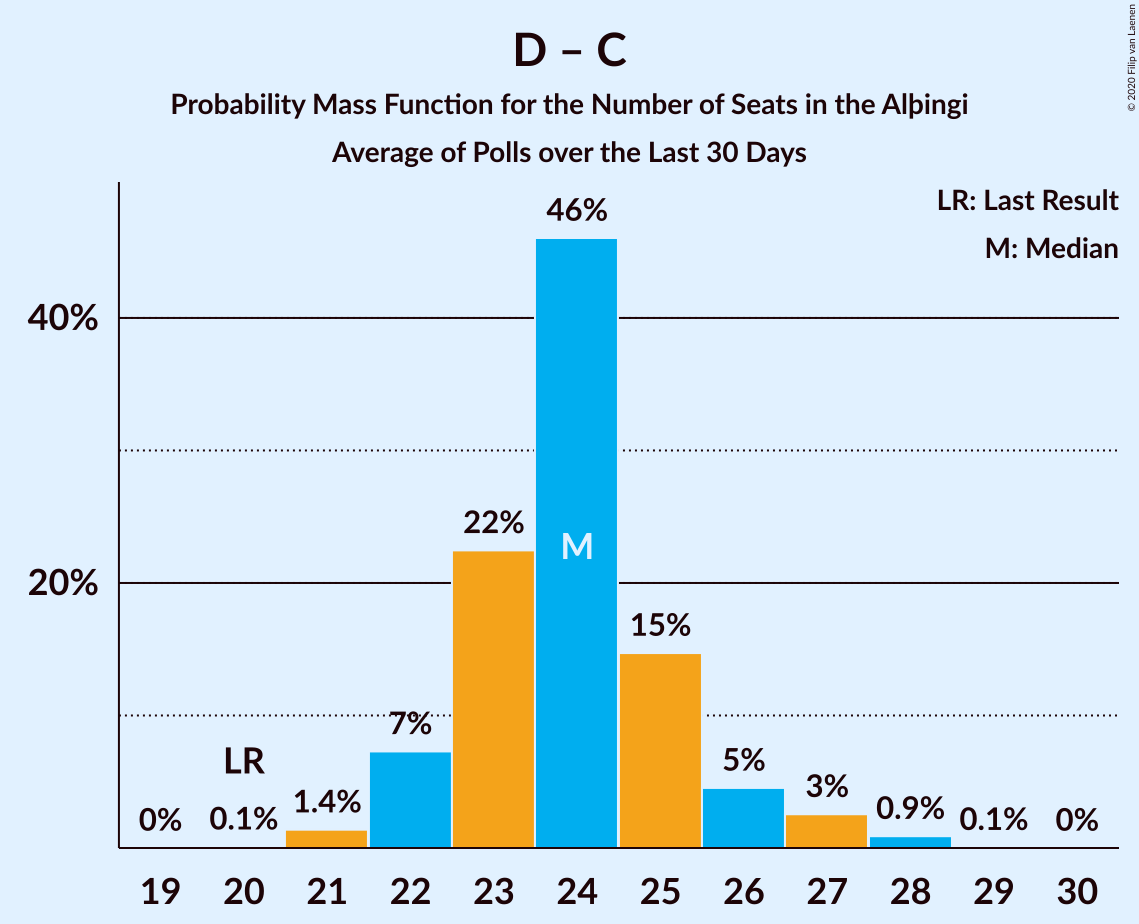 D – C
Probability Mass Function for the Number of Seats in the Alþingi
Average of Polls over the Last 30 Days
© 2020 Filip van Laenen
LR: Last Result
M: Median
46%
40%
22%
M
20%
15%
7%
LR
5%
3%
1.4%
0.9%
0%
0.1%
0.1%
0%
19 20 21 22 23 24 25 26 27 28 29 30